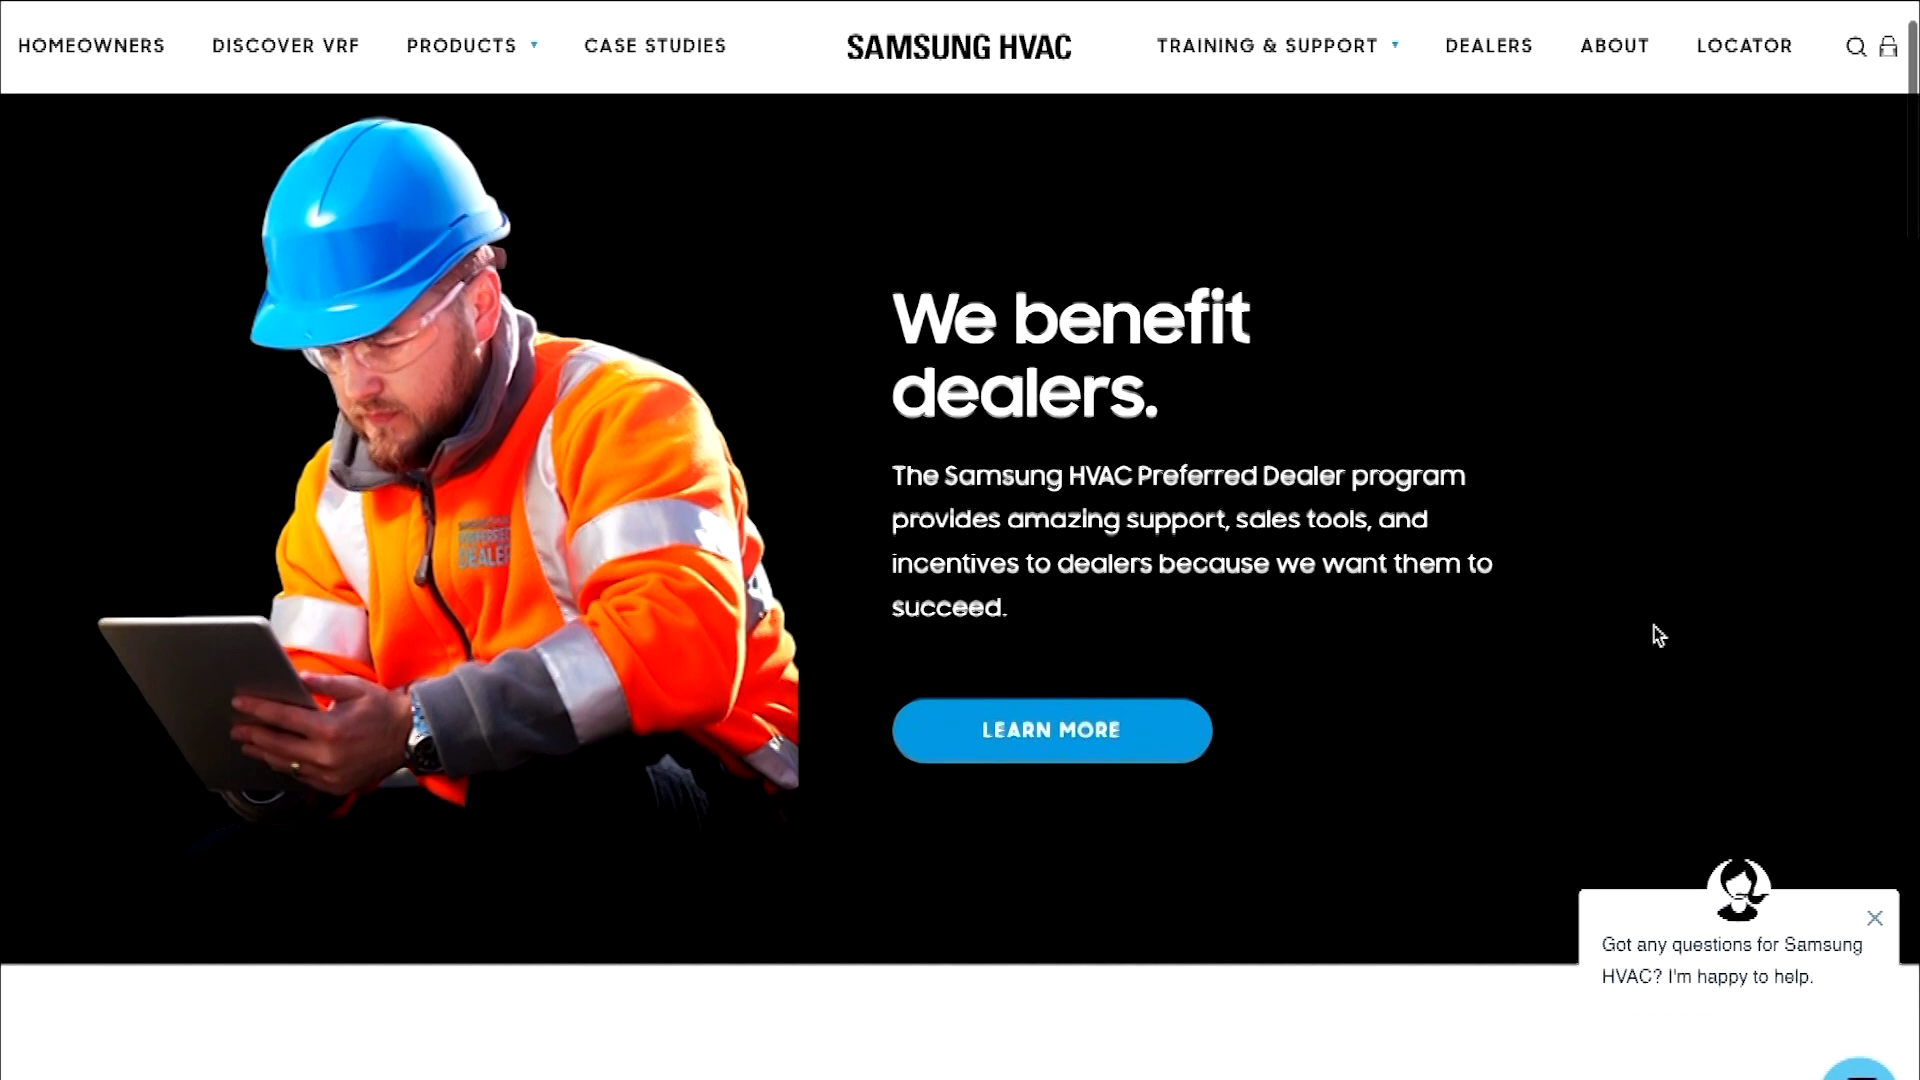 HOMEOWNERS DISCOVER VRF PRODUCTS CASE STUDIES SAMSUNG HVAC TRAINING & SUPPORT DEALERS ABOUT LOCATOR
We benefit
dealers.
The Samsung HVAC Preferred Dealer program
provides amazing support, sales tools, and
incentives to dealers because we want them to
succeed.
DEALER
LEARN MORE
Got any questions for Samsung
HVAC? I'm happy to help.